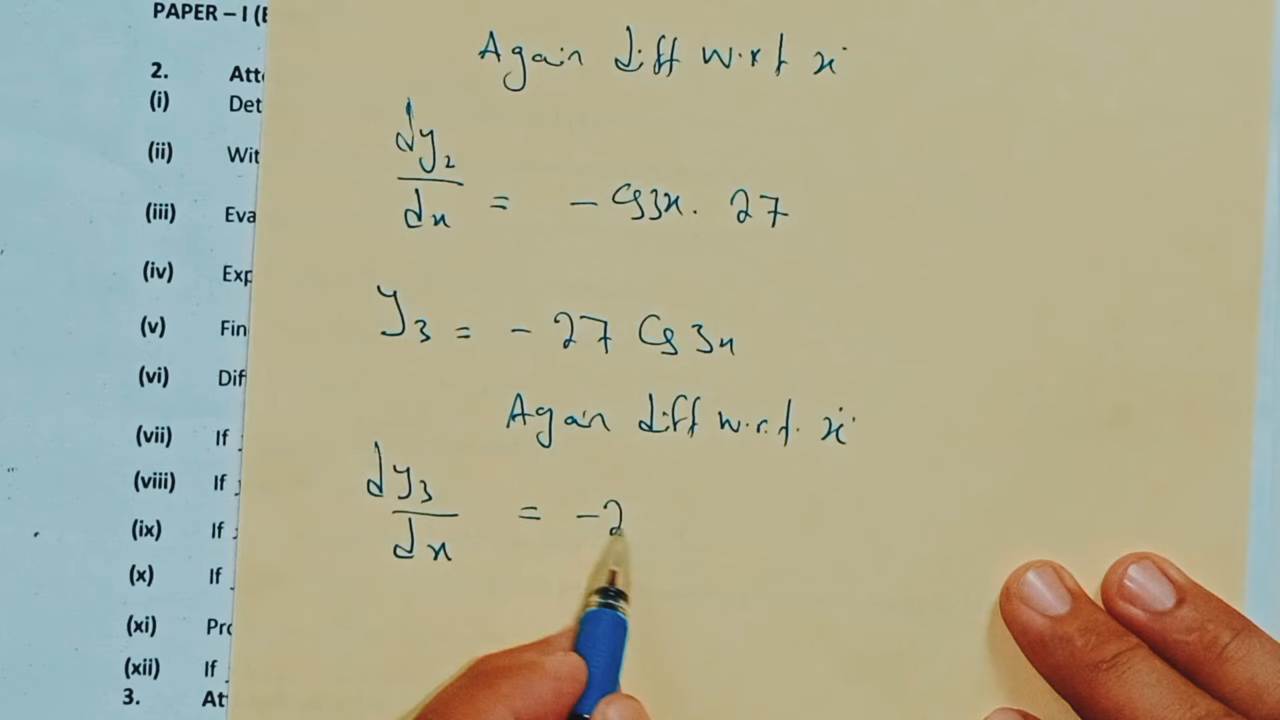 PAPER – I (E
2. Att
(i) Det
(ii) Wit
(iii) Eva
(iv) Exp
(v) Fin
(vi) Dif
(vii) If
(viii) If
(ix) If
(x) If
(xi) Pro
(xii) If
3. At
Again diff w.r.t x
dy₂/dx = - Cos3x. 27
y₃ = - 27 Cos 3x
Again diff w.r.t. x
dy₃/dx = -2